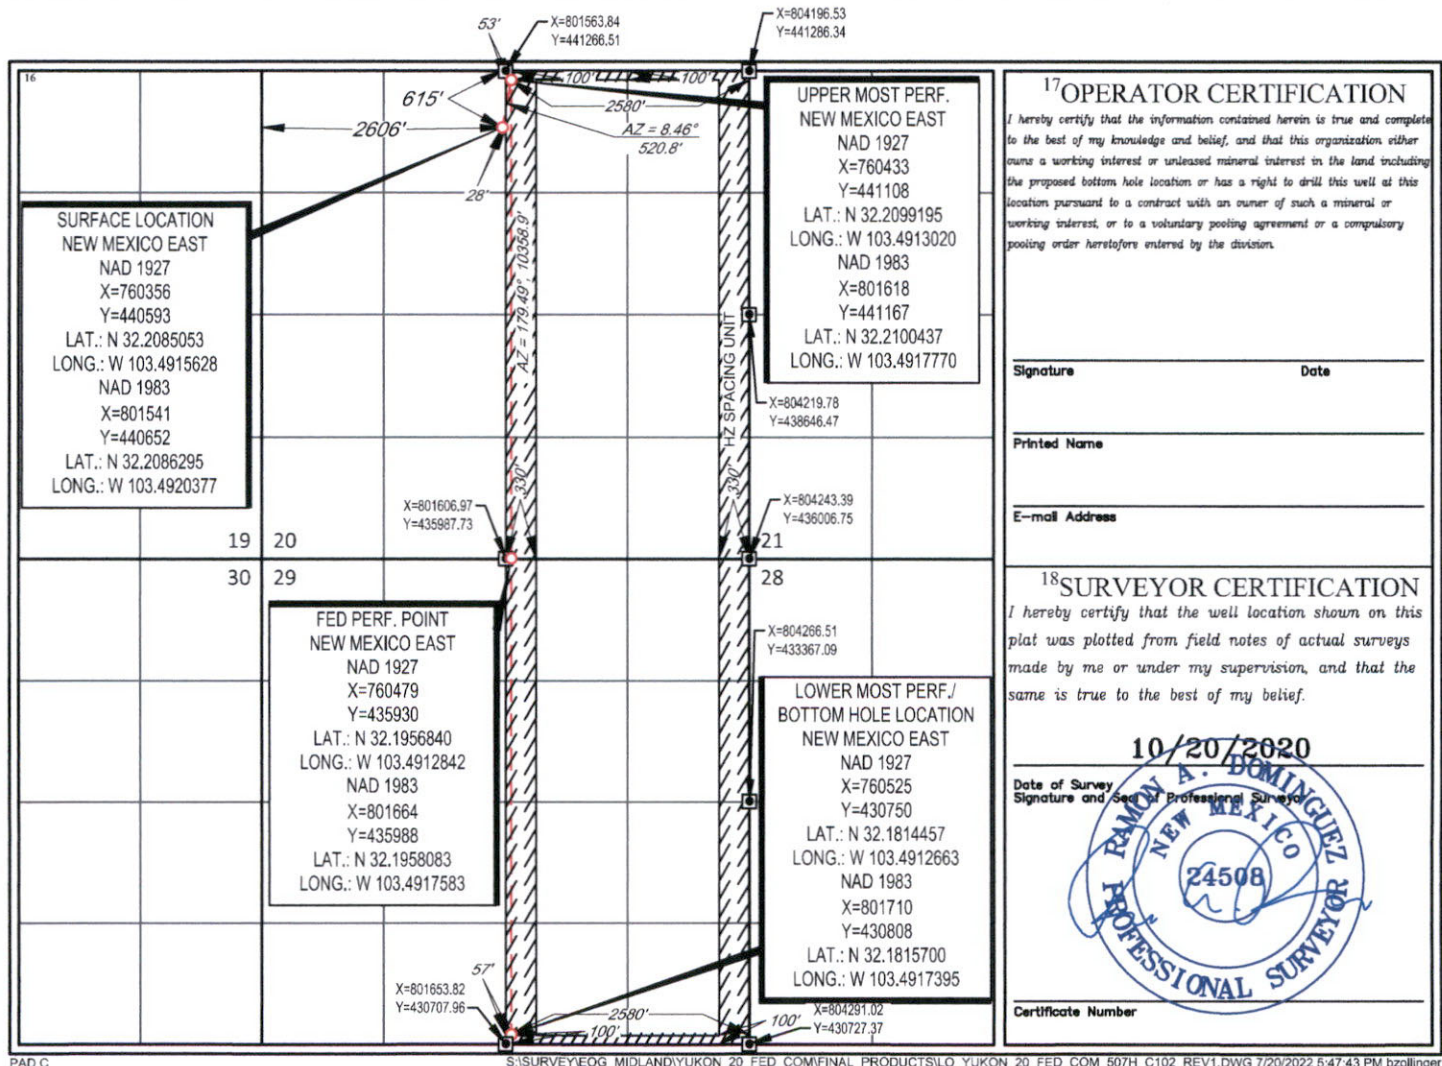 53'
X=801563.84
Y=441266.51
X=804196.53
Y=441286.34
16
100'
100'
615'
2580'
2606'
AZ = 8.46°
520.8'
28'
UPPER MOST PERF.
NEW MEXICO EAST
NAD 1927
X=760433
Y=441108
LAT.: N 32.2099195
LONG.: W 103.4913020
NAD 1983
X=801618
Y=441167
LAT.: N 32.2100437
LONG.: W 103.4917770
SURFACE LOCATION
NEW MEXICO EAST
NAD 1927
X=760356
Y=440593
LAT.: N 32.2085053
LONG.: W 103.4915628
NAD 1983
X=801541
Y=440652
LAT.: N 32.2086295
LONG.: W 103.4920377
AZ = 179.49°, 10358.9'
HZ SPACING UNIT
X=804219.78
Y=438646.47
330'
330'
X=801606.97
Y=435987.73
X=804243.39
Y=436006.75
19 20
21
30 29
28
FED PERF. POINT
NEW MEXICO EAST
NAD 1927
X=760479
Y=435930
LAT.: N 32.1956840
LONG.: W 103.4912842
NAD 1983
X=801664
Y=435988
LAT.: N 32.1958083
LONG.: W 103.4917583
X=804266.51
Y=433367.09
LOWER MOST PERF./
BOTTOM HOLE LOCATION
NEW MEXICO EAST
NAD 1927
X=760525
Y=430750
LAT.: N 32.1814457
LONG.: W 103.4912663
NAD 1983
X=801710
Y=430808
LAT.: N 32.1815700
LONG.: W 103.4917395
57'
X=801653.82
Y=430707.96
2580'
100'
100'
X=804291.02
Y=430727.37
17OPERATOR CERTIFICATION
I hereby certify that the information contained herein is true and complete
to the best of my knowledge and belief, and that this organization either
owns a working interest or unleased mineral interest in the land including
the proposed bottom hole location or has a right to drill this well at this
location pursuant to a contract with an owner of such a mineral or
working interest, or to a voluntary pooling agreement or a compulsory
pooling order heretofore entered by the division.
Signature Date
Printed Name
E-mail Address
18SURVEYOR CERTIFICATION
I hereby certify that the well location shown on this
plat was plotted from field notes of actual surveys
made by me or under my supervision, and that the
same is true to the best of my belief.
10/20/2020
Date of Survey
Signature and Seal of Professional Surveyor
RAMON A. DOMINGUEZ
NEW MEXICO
24508
PROFESSIONAL SURVEYOR
Certificate Number
PAD C
S:\SURVEY\EOG_MIDLAND\YUKON_20_FED_COM\FINAL_PRODUCTS\LO_YUKON_20_FED_COM_507H_C102_REV1.DWG 7/20/2022 5:47:43 PM bzollinger